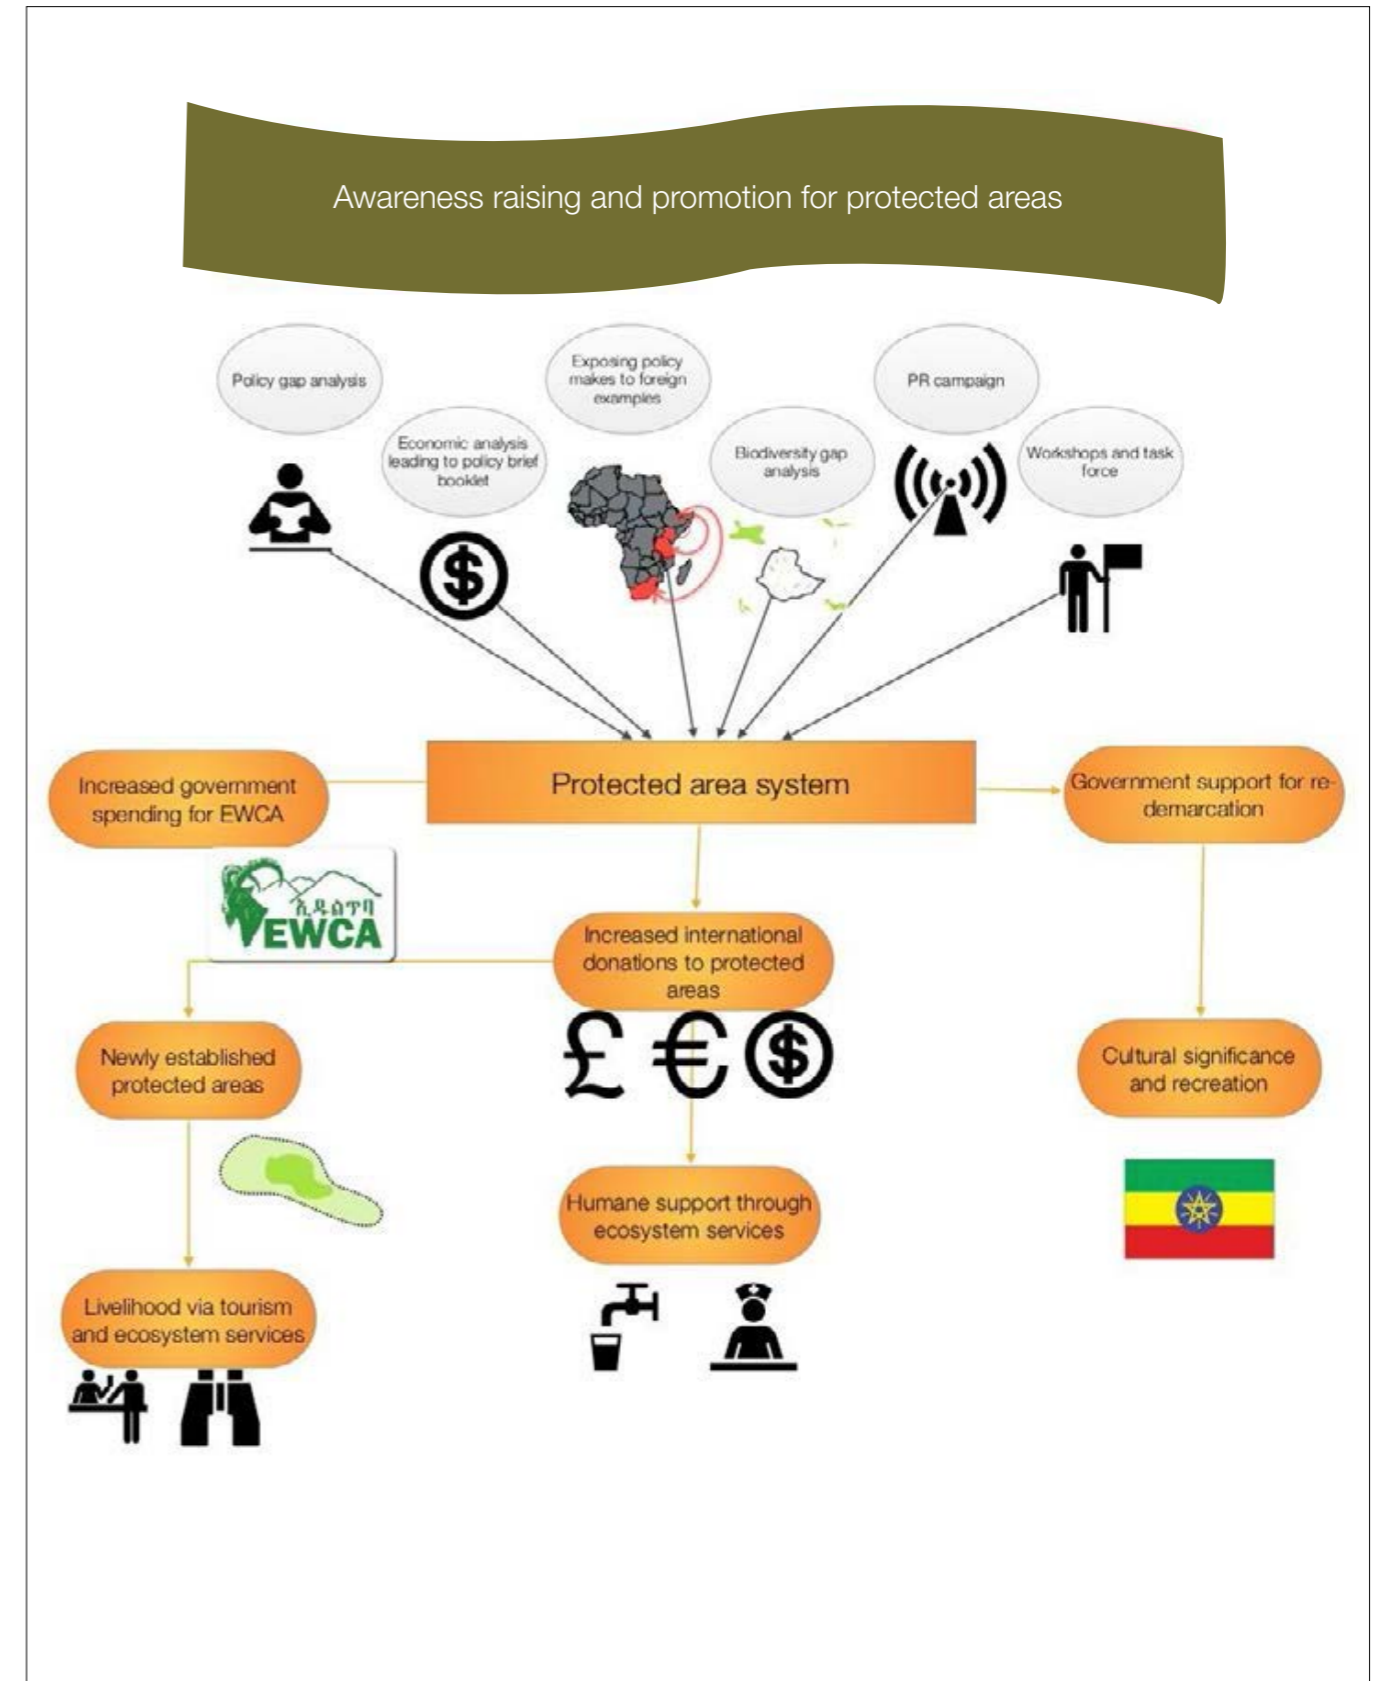 Awareness raising and promotion for protected areas
Policy gap analysis
Economic analysis
leading to policy brief
booklet
Exposing policy
makes to foreign
examples
Biodiversity gap
analysis
PR campaign
Workshops and task
force
Protected area system
Increased government
spending for EWCA
Government support for re-
demarcation
ኢዱልጥባ
EWCA
Increased international
donations to protected
areas
£ € $
Newly established
protected areas
Cultural significance
and recreation
Humane support through
ecosystem services
Livelihood via tourism
and ecosystem services